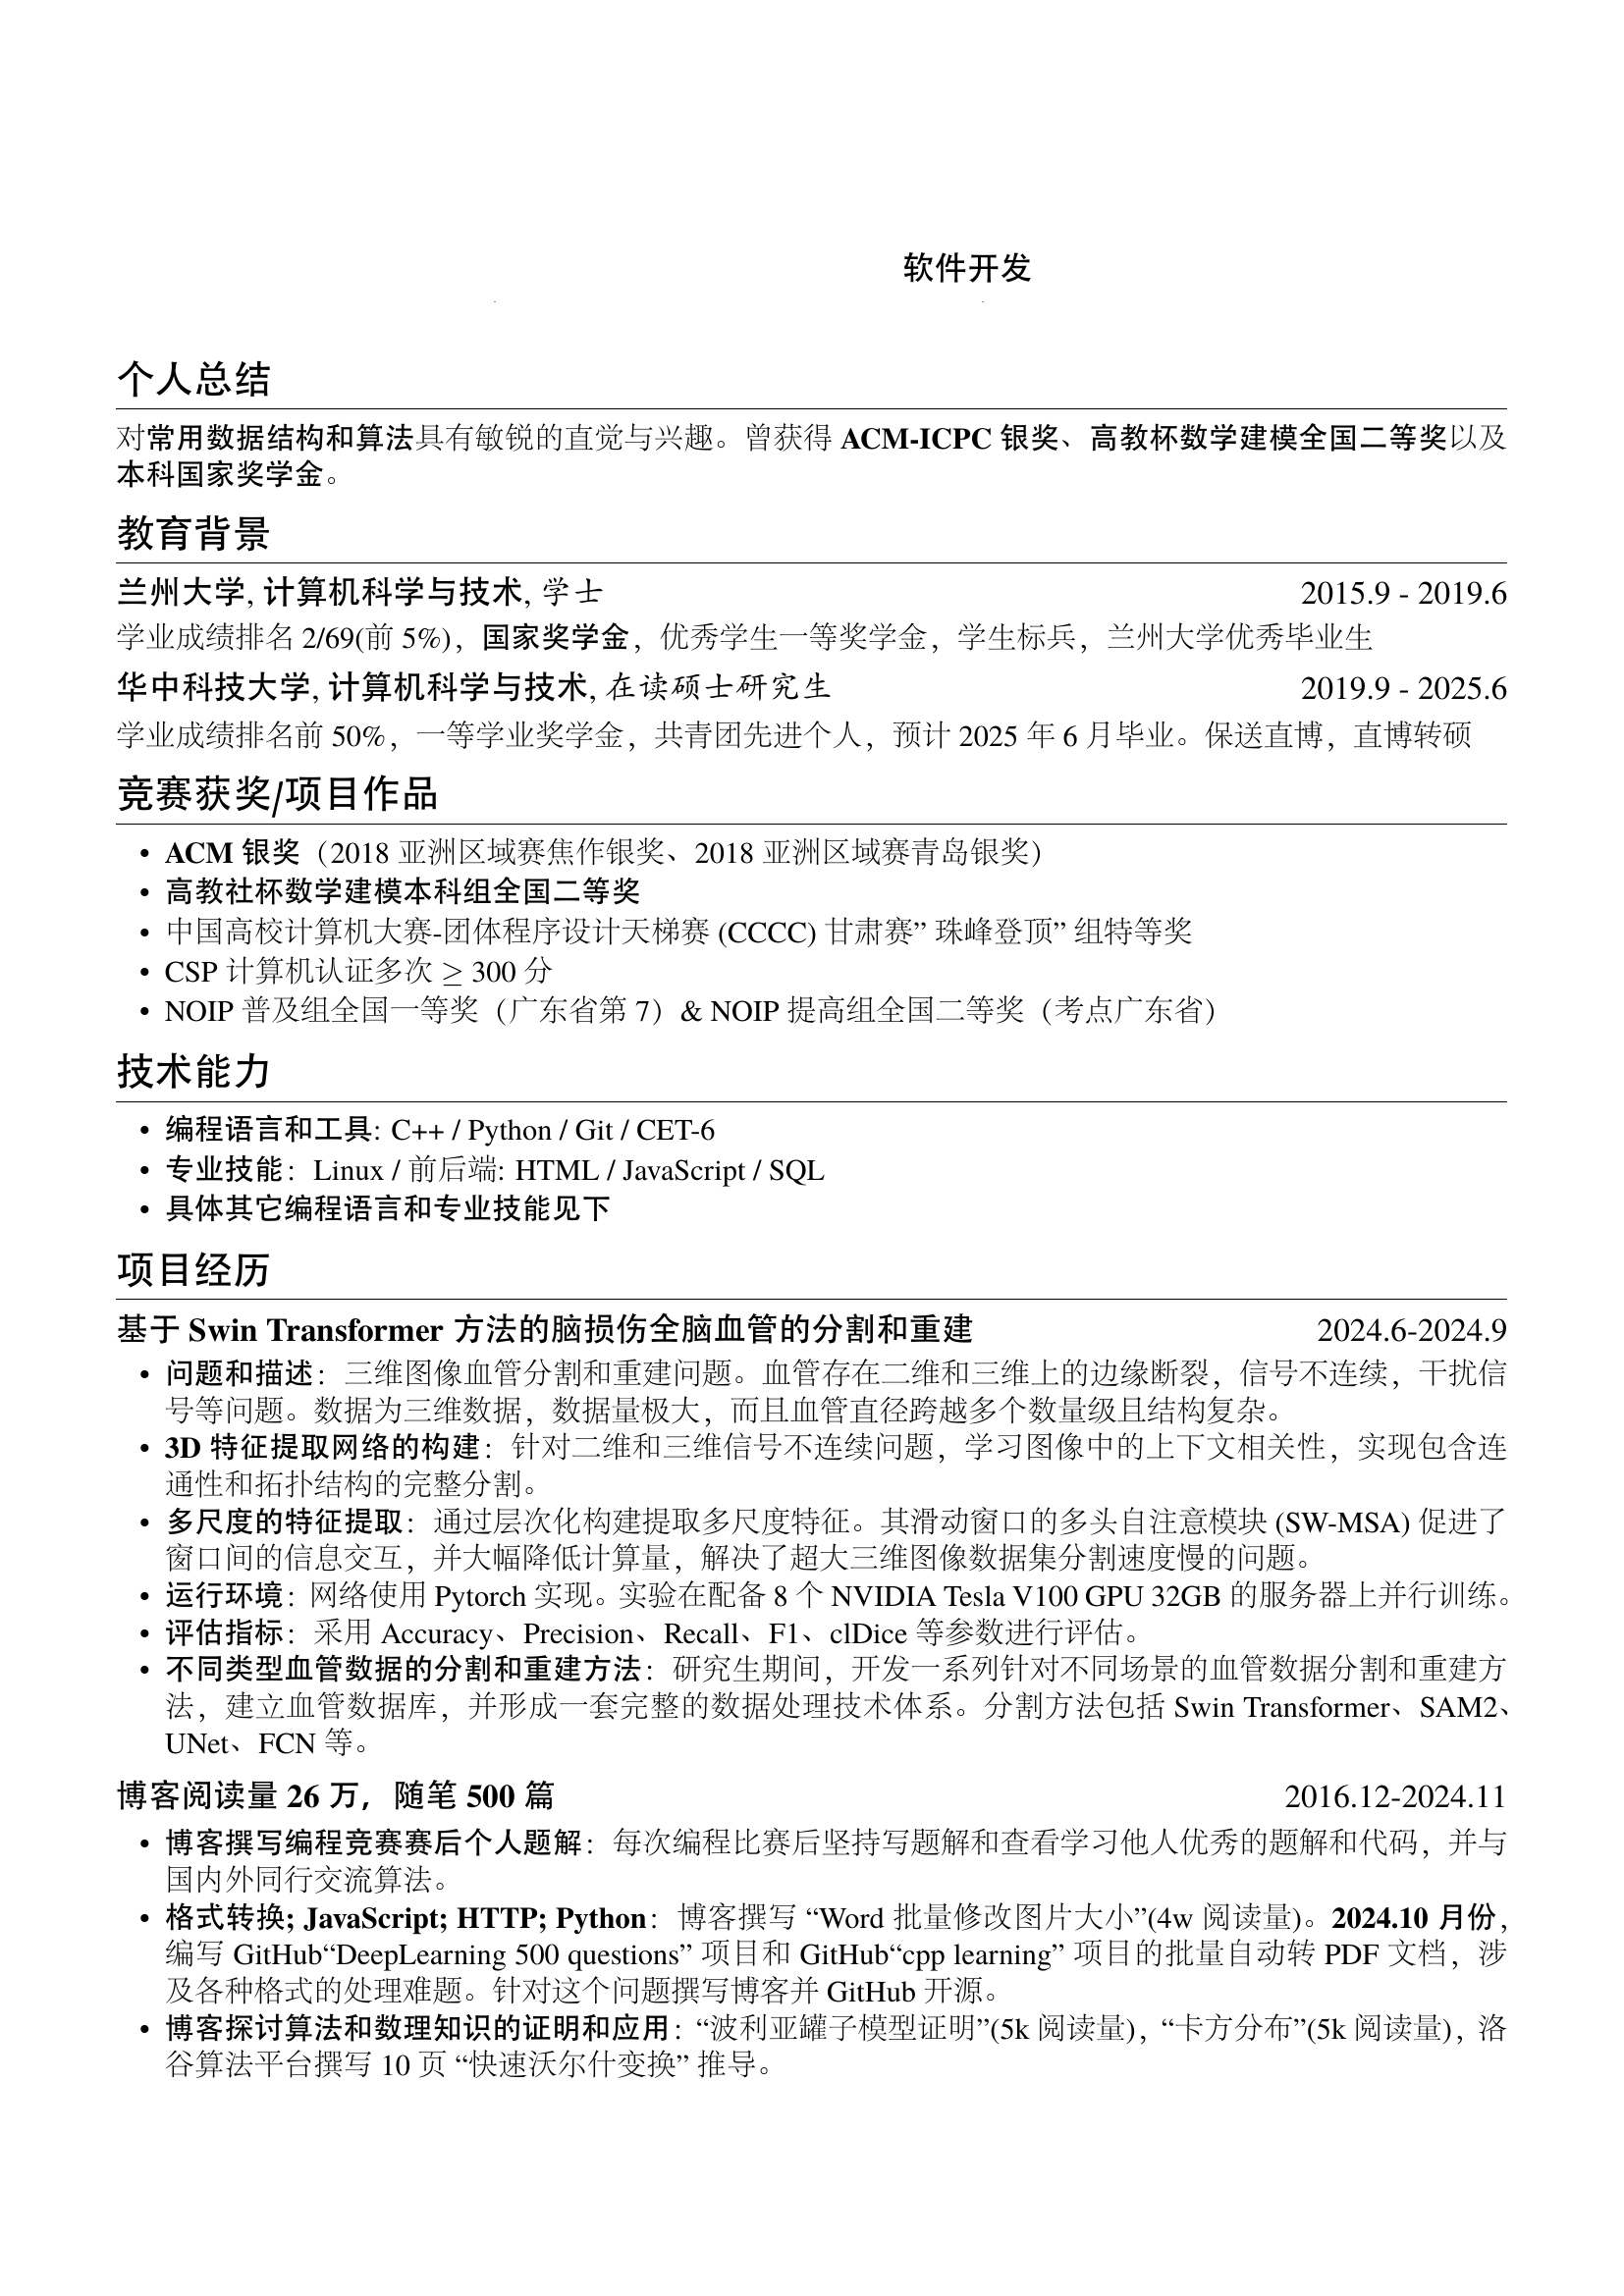 软件开发
个人总结
对常用数据结构和算法具有敏锐的直觉与兴趣。曾获得 ACM-ICPC 银奖、高教杯数学建模全国二等奖以及
本科国家奖学金。
教育背景
兰州大学, 计算机科学与技术, 学士 2015.9 - 2019.6
学业成绩排名 2/69(前 5%)，国家奖学金，优秀学生一等奖学金，学生标兵，兰州大学优秀毕业生
华中科技大学, 计算机科学与技术, 在读硕士研究生 2019.9 - 2025.6
学业成绩排名前 50%，一等学业奖学金，共青团先进个人，预计 2025 年 6 月毕业。保送直博，直博转硕
竞赛获奖/项目作品
• ACM 银奖（2018 亚洲区域赛焦作银奖、2018 亚洲区域赛青岛银奖）
• 高教社杯数学建模本科组全国二等奖
• 中国高校计算机大赛-团体程序设计天梯赛 (CCCC) 甘肃赛” 珠峰登顶” 组特等奖
• CSP 计算机认证多次 ≥ 300 分
• NOIP 普及组全国一等奖（广东省第 7）& NOIP 提高组全国二等奖（考点广东省）
技术能力
• 编程语言和工具: C++ / Python / Git / CET-6
• 专业技能：Linux / 前后端: HTML / JavaScript / SQL
• 具体其它编程语言和专业技能见下
项目经历
基于 Swin Transformer 方法的脑损伤全脑血管的分割和重建 2024.6-2024.9
• 问题和描述：三维图像血管分割和重建问题。血管存在二维和三维上的边缘断裂，信号不连续，干扰信
号等问题。数据为三维数据，数据量极大，而且血管直径跨越多个数量级且结构复杂。
• 3D 特征提取网络的构建：针对二维和三维信号不连续问题，学习图像中的上下文相关性，实现包含连
通性和拓扑结构的完整分割。
• 多尺度的特征提取：通过层次化构建提取多尺度特征。其滑动窗口的多头自注意模块 (SW-MSA) 促进了
窗口间的信息交互，并大幅降低计算量，解决了超大三维图像数据集分割速度慢的问题。
• 运行环境：网络使用 Pytorch 实现。实验在配备 8 个 NVIDIA Tesla V100 GPU 32GB 的服务器上并行训练。
• 评估指标：采用 Accuracy、Precision、Recall、F1、clDice 等参数进行评估。
• 不同类型血管数据的分割和重建方法：研究生期间，开发一系列针对不同场景的血管数据分割和重建方
法，建立血管数据库，并形成一套完整的数据处理技术体系。分割方法包括 Swin Transformer、SAM2、
UNet、FCN 等。
博客阅读量 26 万，随笔 500 篇 2016.12-2024.11
• 博客撰写编程竞赛赛后个人题解：每次编程比赛后坚持写题解和查看学习他人优秀的题解和代码，并与
国内外同行交流算法。
• 格式转换; JavaScript; HTTP; Python：博客撰写 “Word 批量修改图片大小”(4w 阅读量)。2024.10 月份，
编写 GitHub“DeepLearning 500 questions” 项目和 GitHub“cpp learning” 项目的批量自动转 PDF 文档，涉
及各种格式的处理难题。针对这个问题撰写博客并 GitHub 开源。
• 博客探讨算法和数理知识的证明和应用：“波利亚罐子模型证明”(5k 阅读量)，“卡方分布”(5k 阅读量)，洛
谷算法平台撰写 10 页 “快速沃尔什变换” 推导。